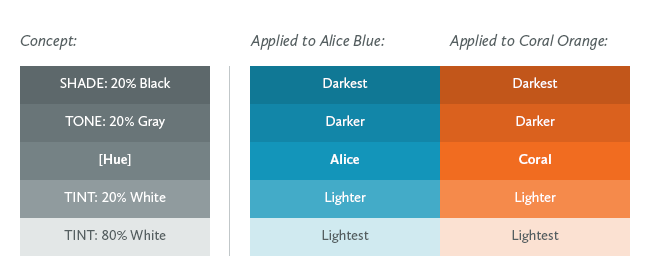 Concept: Applied to Alice Blue: Applied to Coral Orange:
SHADE: 20% Black Darkest Darkest
TONE: 20% Gray Darker Darker
[Hue] Alice Coral
TINT: 20% White Lighter Lighter
TINT: 80% White Lightest Lightest